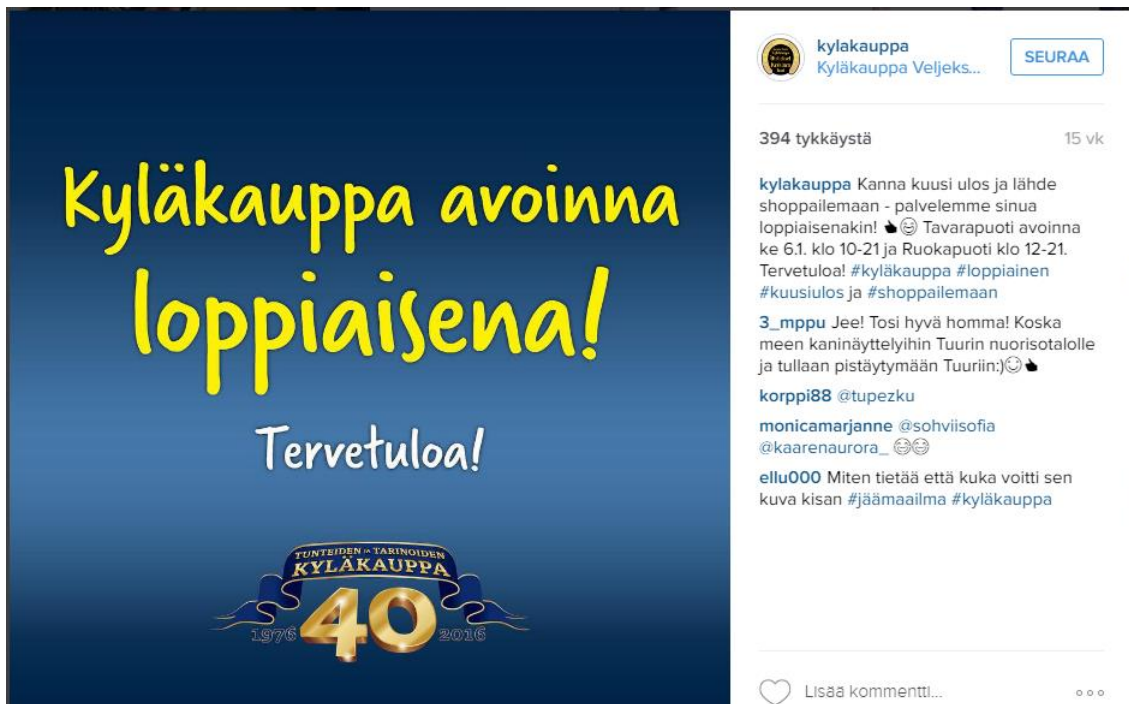 Kyläkauppa avoinna
loppiaisena!
Tervetuloa!
TUNTEIDEN JA TARINOIDEN
KYLÄKAUPPA
40
1976 2016
kylakauppa
Kyläkauppa Veljeks...
SEURAA
394 tykkäystä
15 vk
kylakauppa Kanna kuusi ulos ja lähde
shoppailemaan - palvelemme sinua
loppiaisenakin! Tavarapuoti avoinna
ke 6.1. klo 10-21 ja Ruokapuoti klo 12-21.
Tervetuloa! #kyläkauppa #loppiainen
#kuusiulos ja #shoppailemaan
3_mppu Jee! Tosi hyvä homma! Koska
meen kaninäyttelyihin Tuurin nuorisotalolle
ja tullaan pistäytymään Tuuriin:)
korppi88 @tupezku
monicamarjanne @sohviisofia
@kaarenaurora_
ellu000 Miten tietää että kuka voitti sen
kuva kisan #jäämaailma #kyläkauppa
Lisää kommentti...